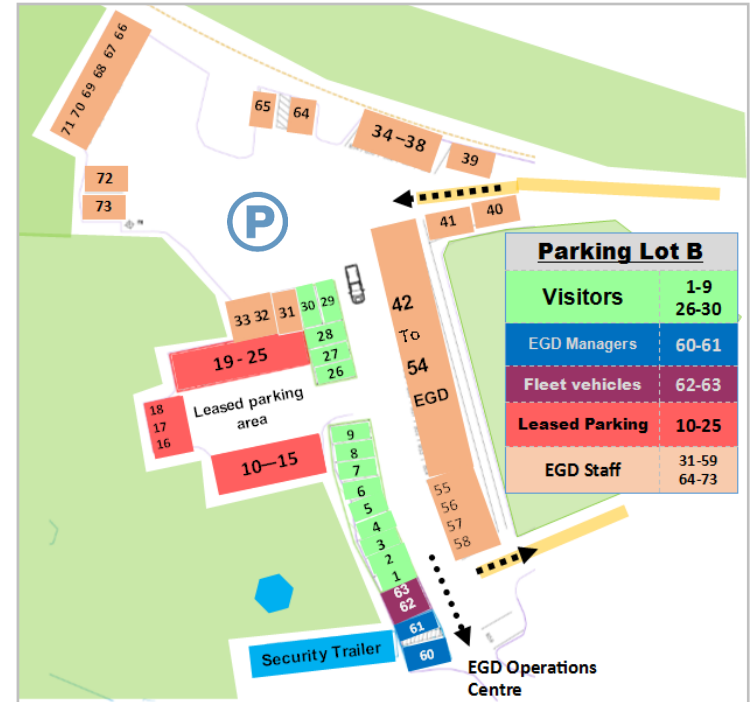 71 70 69 68 67 66
65
64
34–38
39
72
73
P
41
40
42
To
54
EGD
33 32
31
30
29
28
27
26
19 - 25
Leased parking
area
18
17
16
10—15
9
8
7
6
5
4
3
2
1
63
62
61
60
55
56
57
58
Security Trailer
EGD Operations
Centre
Parking Lot B
Visitors
1-9
26-30
EGD Managers
60-61
Fleet vehicles
62-63
Leased Parking
10-25
EGD Staff
31-59
64-73